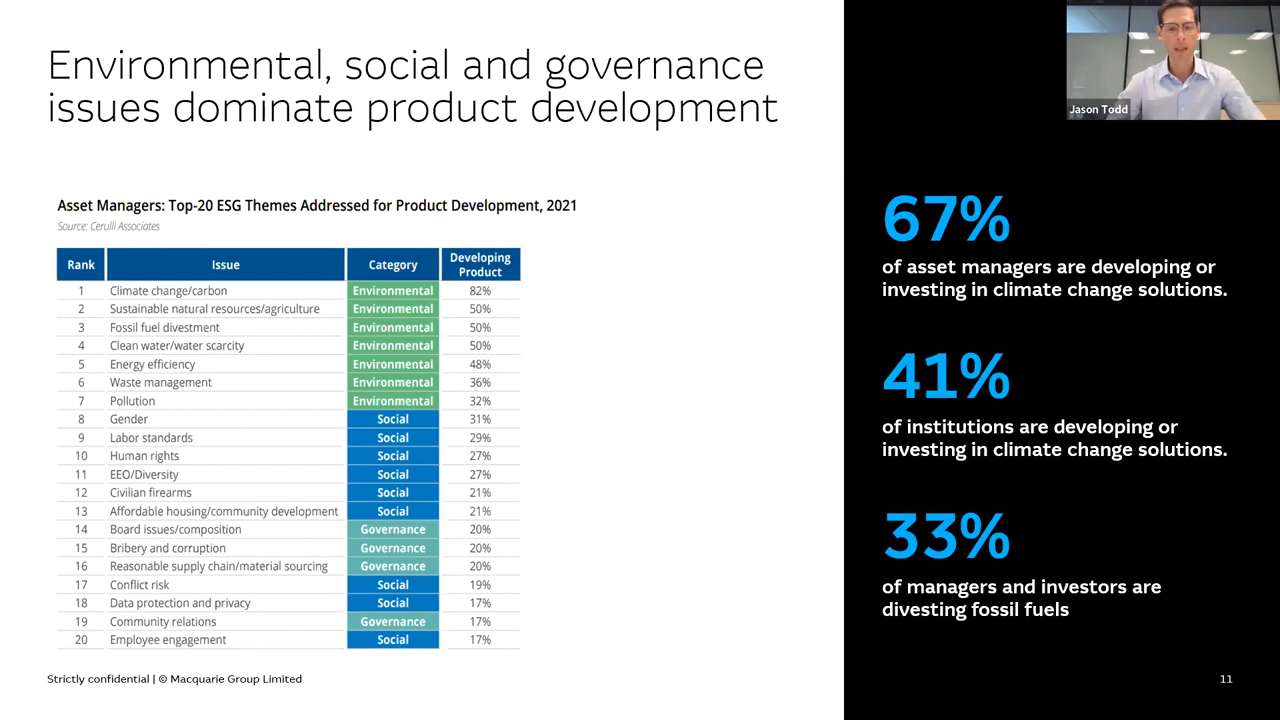 Environmental, social and governance
issues dominate product development
Asset Managers: Top-20 ESG Themes Addressed for Product Development, 2021
Source: Cerulli Associates
Rank Issue Category Developing Product
1 Climate change/carbon Environmental 82%
2 Sustainable natural resources/agriculture Environmental 50%
3 Fossil fuel divestment Environmental 50%
4 Clean water/water scarcity Environmental 50%
5 Energy efficiency Environmental 48%
6 Waste management Environmental 36%
7 Pollution Environmental 32%
8 Gender Social 31%
9 Labor standards Social 29%
10 Human rights Social 27%
11 EEO/Diversity Social 27%
12 Civilian firearms Social 21%
13 Affordable housing/community development Social 21%
14 Board issues/composition Governance 20%
15 Bribery and corruption Governance 20%
16 Reasonable supply chain/material sourcing Governance 20%
17 Conflict risk Social 19%
18 Data protection and privacy Social 17%
19 Community relations Governance 17%
20 Employee engagement Social 17%
Strictly confidential | © Macquarie Group Limited
Jason Todd
67%
of asset managers are developing or
investing in climate change solutions.
41%
of institutions are developing or
investing in climate change solutions.
33%
of managers and investors are
divesting fossil fuels
11